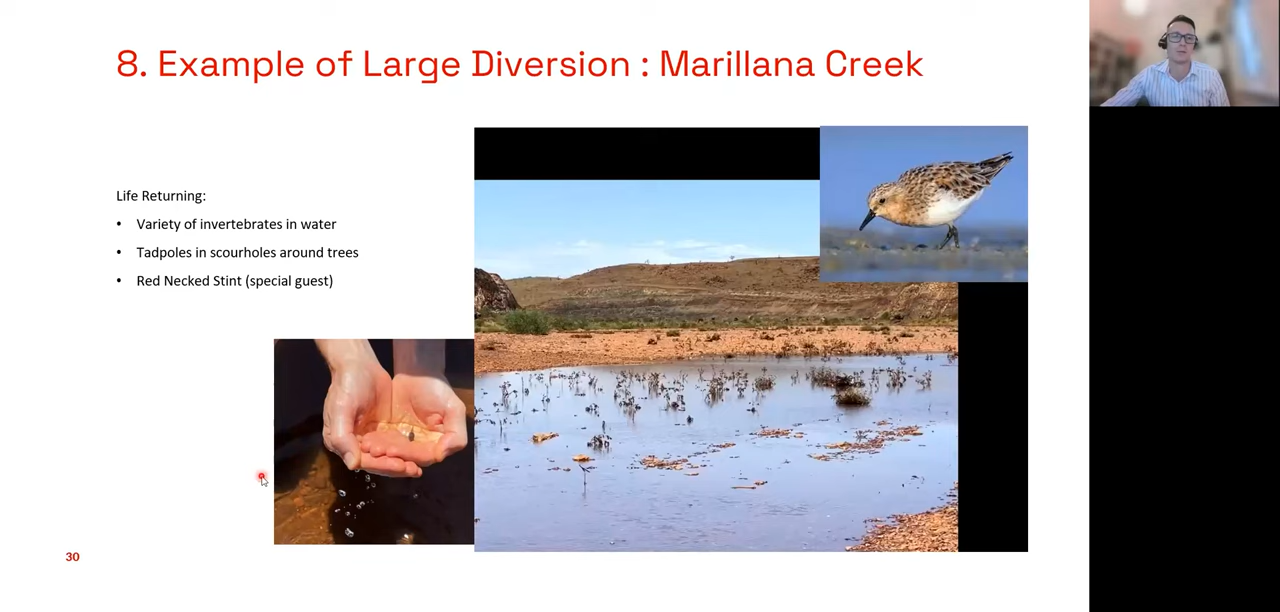 8. Example of Large Diversion : Marillana Creek
Life Returning:
• Variety of invertebrates in water
• Tadpoles in scourholes around trees
• Red Necked Stint (special guest)
30